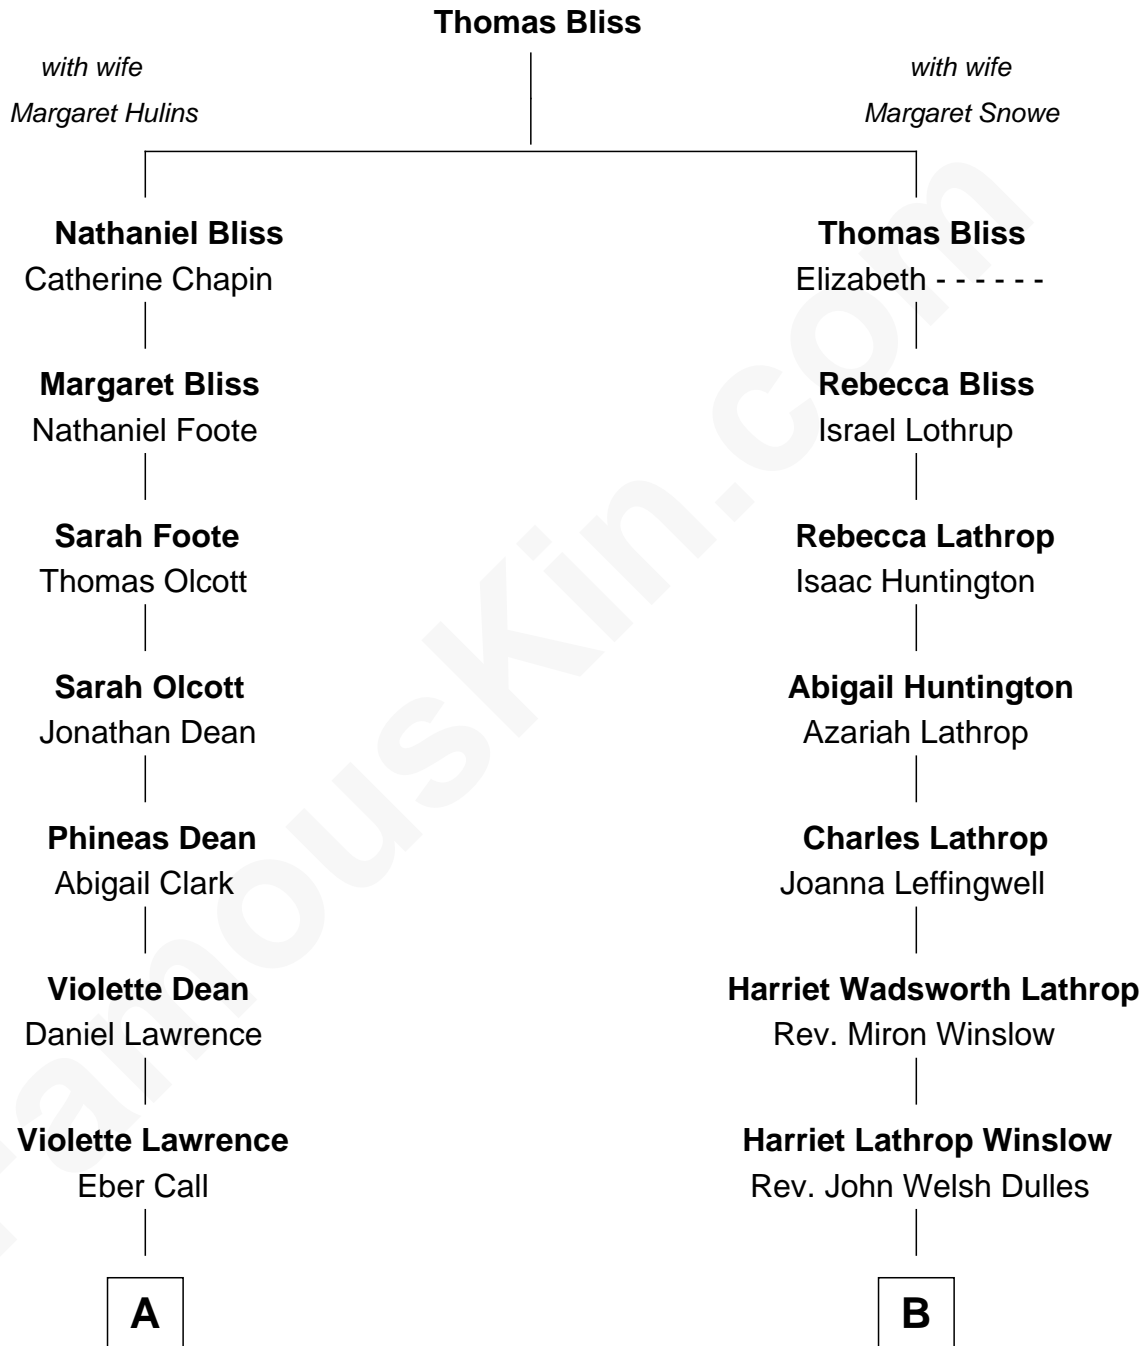 Thomas Bliss
with wife
Margaret Hulins
with wife
Margaret Snowe
Nathaniel Bliss
Catherine Chapin
Thomas Bliss
Elizabeth - - - - - -
Margaret Bliss
Nathaniel Foote
Rebecca Bliss
Israel Lothrup
Sarah Foote
Thomas Olcott
Rebecca Lathrop
Isaac Huntington
Sarah Olcott
Jonathan Dean
Abigail Huntington
Azariah Lathrop
Phineas Dean
Abigail Clark
Charles Lathrop
Joanna Leffingwell
Violette Dean
Daniel Lawrence
Harriet Wadsworth Lathrop
Rev. Miron Winslow
Violette Lawrence
Eber Call
Harriet Lathrop Winslow
Rev. John Welsh Dulles
A
B
FamousKin.com